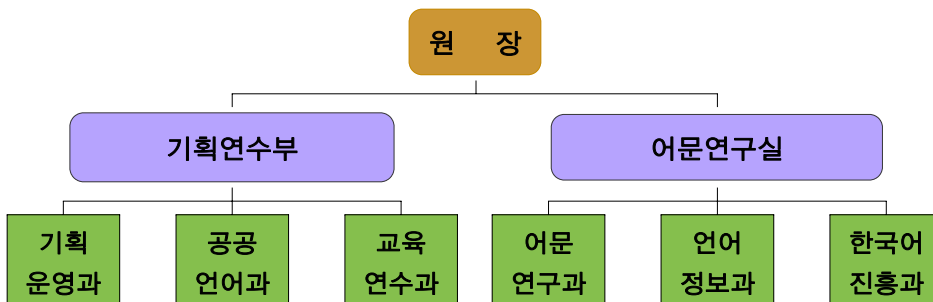 원 장
기획연수부
어문연구실
기획
운영과
공공
언어과
교육
연수과
어문
연구과
언어
정보과
한국어
진흥과